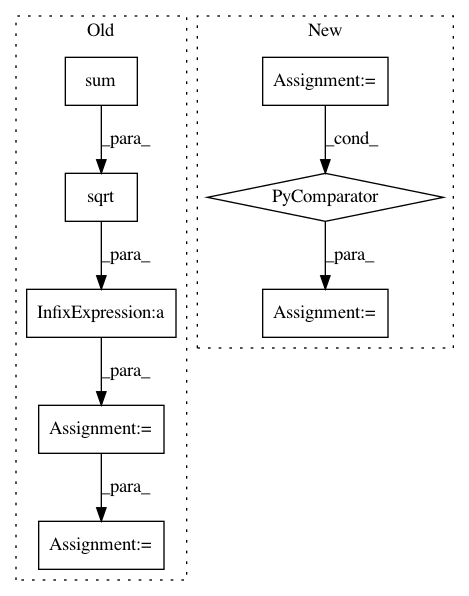 Old
sum
_para_
sqrt
_para_
InfixExpression:a
_para_
Assignment:=
_para_
Assignment:=
New
Assignment:=
_cond_
PyComparator
_para_
Assignment:=